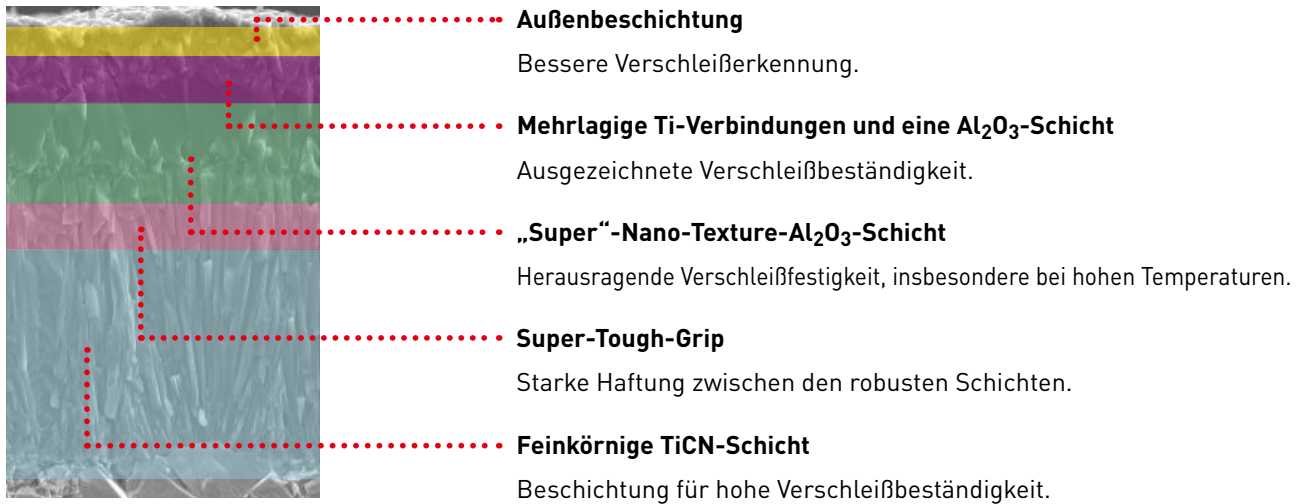 Außenbeschichtung
Bessere Verschleißerkennung.
Mehrlagige Ti-Verbindungen und eine Al₂O₃-Schicht
Ausgezeichnete Verschleißbeständigkeit.
„Super“-Nano-Texture-Al₂O₃-Schicht
Herausragende Verschleißfestigkeit, insbesondere bei hohen Temperaturen.
Super-Tough-Grip
Starke Haftung zwischen den robusten Schichten.
Feinkörnige TiCN-Schicht
Beschichtung für hohe Verschleißbeständigkeit.